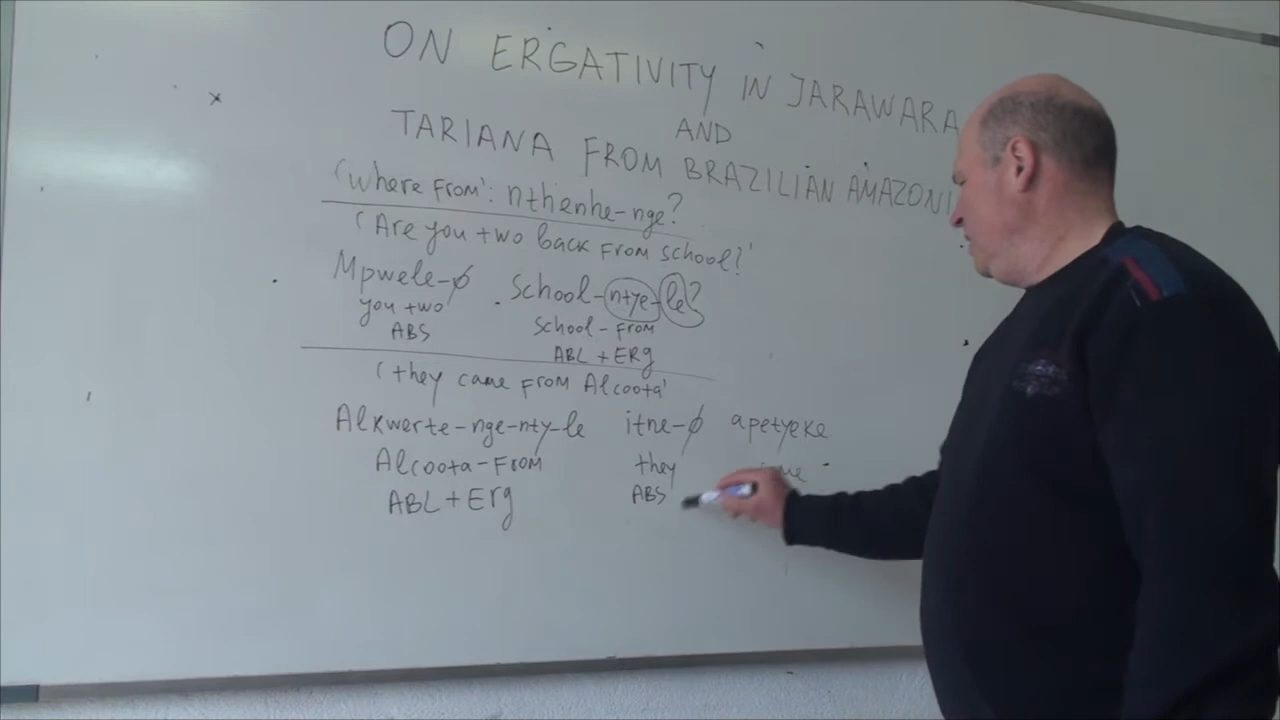 ON ERGATIVITY IN JARAWARA
AND
TARIANA FROM BRAZILIAN AMAZONI
'where FROM': nthenhe-nge?
'Are you two back FROM school?'
Mpwele-∅ School-ntye-le?
you two School-FROM
ABS ABL+ERg
'they came FROM Alcoota'
Alkwerte-nge-nty-le itne-∅ apetyeke
Alcoota-FROM they
ABL+Erg ABS